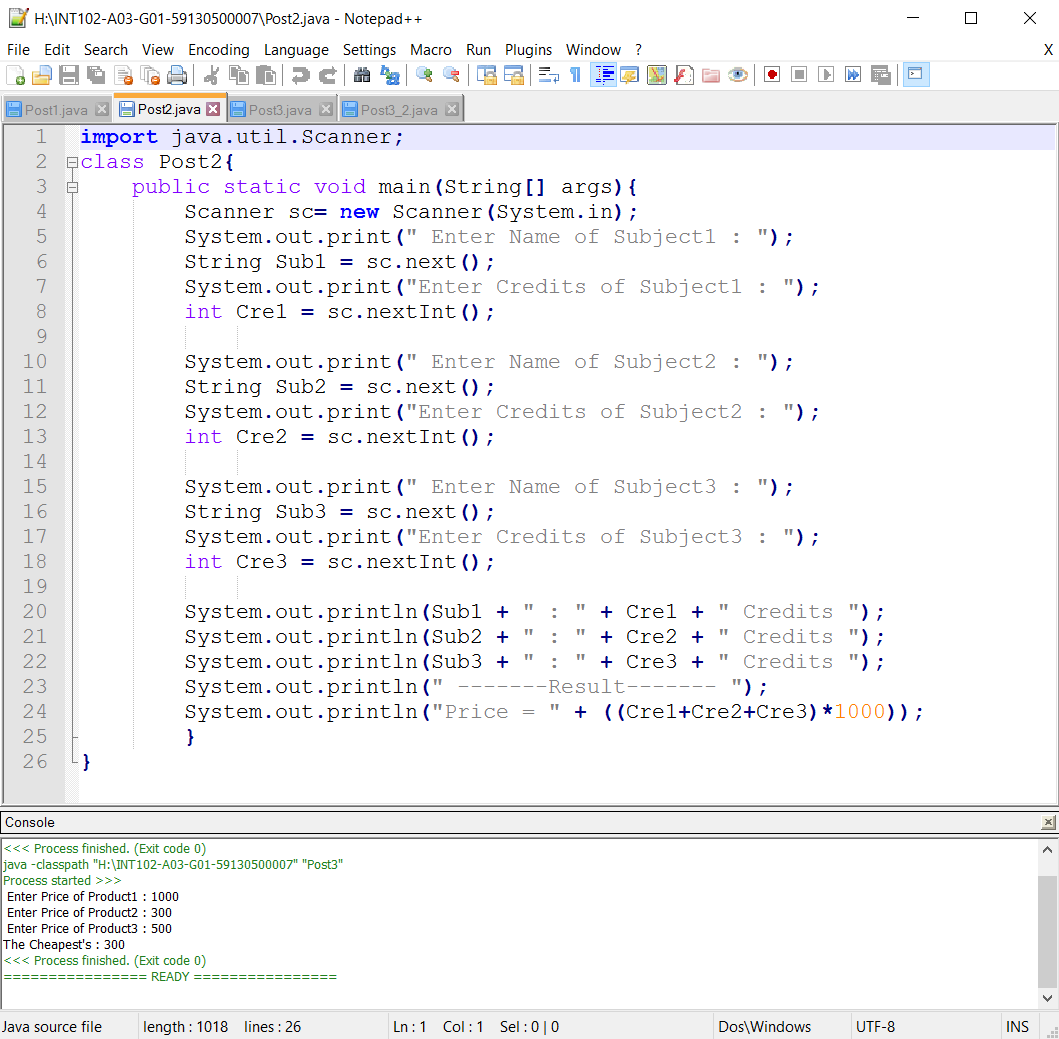 H:\INT102-A03-G01-59130500007\Post2.java - Notepad++
File Edit Search View Encoding Language Settings Macro Run Plugins Window ? X
Post1.java Post2.java Post3.java Post3_2.java
1 import java.util.Scanner;
2 class Post2{
3 public static void main(String[] args){
4 Scanner sc= new Scanner(System.in);
5 System.out.print(" Enter Name of Subject1 : ");
6 String Sub1 = sc.next();
7 System.out.print("Enter Credits of Subject1 : ");
8 int Cre1 = sc.nextInt();
9
10 System.out.print(" Enter Name of Subject2 : ");
11 String Sub2 = sc.next();
12 System.out.print("Enter Credits of Subject2 : ");
13 int Cre2 = sc.nextInt();
14
15 System.out.print(" Enter Name of Subject3 : ");
16 String Sub3 = sc.next();
17 System.out.print("Enter Credits of Subject3 : ");
18 int Cre3 = sc.nextInt();
19
20 System.out.println(Sub1 + " : " + Cre1 + " Credits ");
21 System.out.println(Sub2 + " : " + Cre2 + " Credits ");
22 System.out.println(Sub3 + " : " + Cre3 + " Credits ");
23 System.out.println(" -------Result------- ");
24 System.out.println("Price = " + ((Cre1+Cre2+Cre3)*1000));
25 }
26 }
Console
<<< Process finished. (Exit code 0)
java -classpath "H:\INT102-A03-G01-59130500007" "Post3"
Process started >>>
Enter Price of Product1 : 1000
Enter Price of Product2 : 300
Enter Price of Product3 : 500
The Cheapest's : 300
<<< Process finished. (Exit code 0)
================ READY ================
Java source file length : 1018 lines : 26 Ln : 1 Col : 1 Sel : 0 | 0 Dos\Windows UTF-8 INS